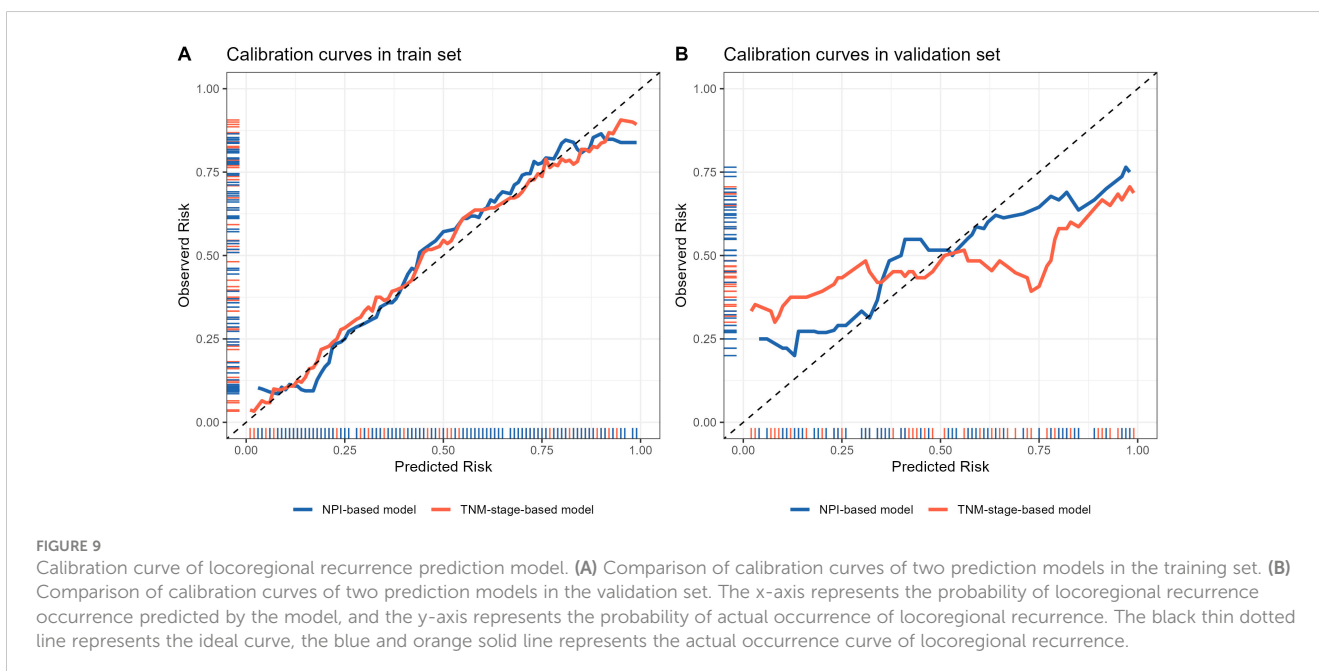 A Calibration curves in train set
1.00
0.75
0.50
0.25
0.00
Observerd Risk
0.00 0.25 0.50 0.75 1.00
Predicted Risk
NPI-based model TNM-stage-based model
B Calibration curves in validation set
1.00
0.75
0.50
0.25
0.00
Observerd Risk
0.00 0.25 0.50 0.75 1.00
Predicted Risk
NPI-based model TNM-stage-based model
FIGURE 9
Calibration curve of locoregional recurrence prediction model. (A) Comparison of calibration curves of two prediction models in the training set. (B)
Comparison of calibration curves of two prediction models in the validation set. The x-axis represents the probability of locoregional recurrence
occurrence predicted by the model, and the y-axis represents the probability of actual occurrence of locoregional recurrence. The black thin dotted
line represents the ideal curve, the blue and orange solid line represents the actual occurrence curve of locoregional recurrence.